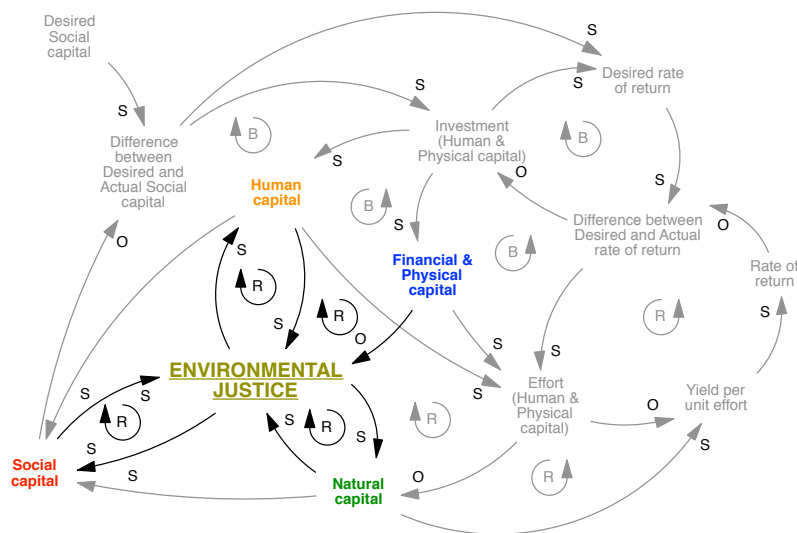 Desired
Social
capital
S
S
Desired rate
of return
S
S
S
Difference
between
Desired and
Actual Social
capital
B
Investment
(Human &
Physical capital)
B
S
O
S
Human
capital
B
S
O
Difference between
Desired and Actual
rate of return
O
S
B
Financial &
Physical
capital
Rate of
return
R
R
R
S
S
O
S
S
ENVIRONMENTAL
JUSTICE
Effort
(Human &
Physical
capital)
Yield per
unit effort
S
S
S
O
R
S
R
S
R
S
S
Social
capital
S
O
R
Natural
capital